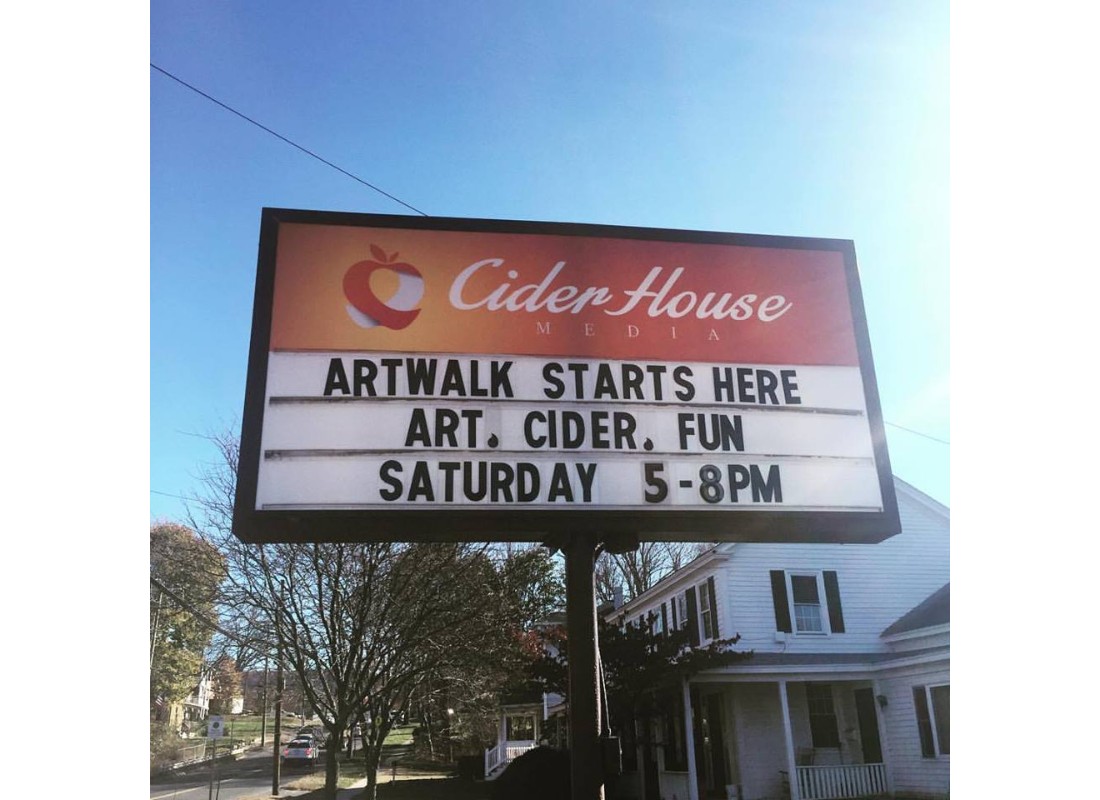 Cider House
MEDIA
ARTWALK STARTS HERE
ART. CIDER. FUN
SATURDAY 5-8PM